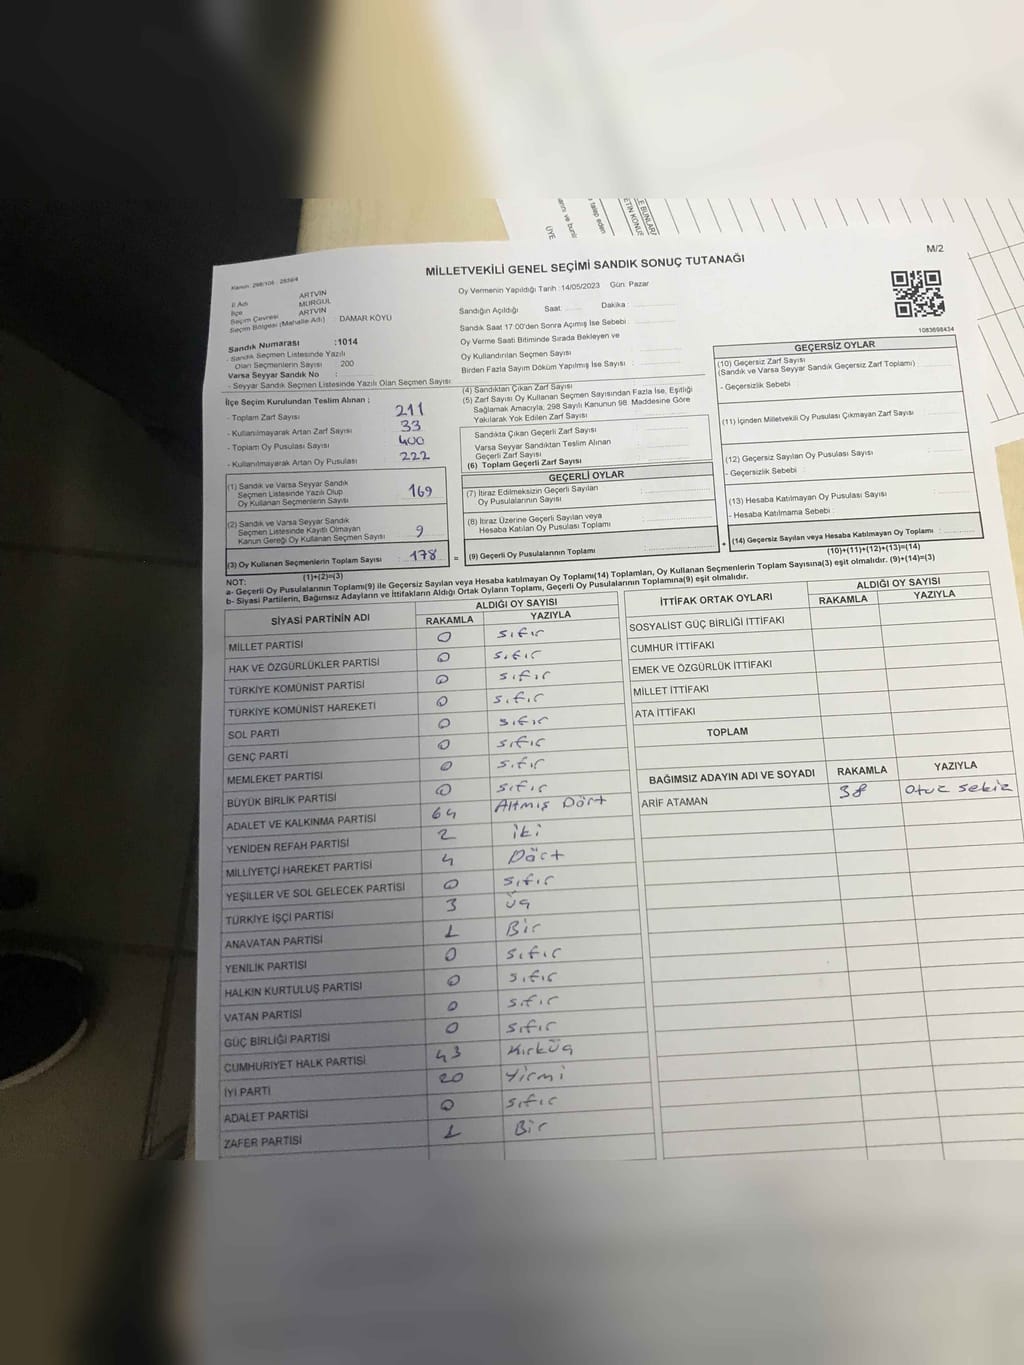 MİLLETVEKİLİ GENEL SEÇİMİ SANDIK SONUÇ TUTANAĞI
M/2
İl Adı ARTVİN
İlçe MURGUL
Seçim Çevresi ARTVİN
Seçim Bölgesi (Mahalle Adı) : DAMAR KÖYÜ
Sandık Numarası :1014
- Sandık Seçmen Listesinde Yazılı
Olan Seçmenlerin Sayısı : 200
Varsa Seyyar Sandık No :
- Seyyar Sandık Seçmen Listesinde Yazılı Olan Seçmen Sayısı
Oy Vermenin Yapıldığı Tarih : 14/05/2023 Gün: Pazar
Sandığın Açıldığı Saat: Dakika :
Sandık Saat 17.00'den Sonra Açımış İse Sebebi :
Oy Verme Saati Bitiminde Sırada Bekleyen ve
Oy Kullandırılan Seçmen Sayısı :
Birden Fazla Sayım Döküm Yapılmış İse Sayısı :
1083698434
İlçe Seçim Kurulundan Teslim Alınan ;
- Toplam Zarf Sayısı : 211
- Kullanılmayarak Artan Zarf Sayısı : 33
- Toplam Oy Pusulası Sayısı : 400
- Kullanılmayarak Artan Oy Pusulası : 222
(1) Sandık ve Varsa Seyyar Sandık
Seçmen Listesinde Yazılı Olup
Oy Kullanan Seçmenlerin Sayısı : 169
(2) Sandık ve Varsa Seyyar Sandık
Seçmen Listesinde Kayıtlı Olmayan
Kanun Gereği Oy Kullanan Seçmen Sayısı : 9
(3) Oy Kullanan Seçmenlerin Toplam Sayısı : 178
(1)+(2)=(3)
(4) Sandıktan Çıkan Zarf Sayısı
(5) Zarf Sayısı Oy Kullanan Seçmen Sayısından Fazla İse, Eşitliği
Sağlamak Amacıyla; 298 Sayılı Kanunun 98. Maddesine Göre
Yakılarak Yok Edilen Zarf Sayısı :
Sandıkta Çıkan Geçerli Zarf Sayısı :
Varsa Seyyar Sandıktan Teslim Alınan
Geçerli Zarf Sayısı :
(6) Toplam Geçerli Zarf Sayısı :
GEÇERLİ OYLAR
(7) İtiraz Edilmeksizin Geçerli Sayılan
Oy Pusulalarının Sayısı :
(8) İtiraz Üzerine Geçerli Sayılan veya
Hesaba Katılan Oy Pusulası Toplamı :
= (9) Geçerli Oy Pusulalarının Toplamı :
GEÇERSİZ OYLAR
(10) Geçersiz Zarf Sayısı
(Sandık ve Varsa Seyyar Sandık Geçersiz Zarf Toplamı) :
- Geçersizlik Sebebi :
(11) İçinden Milletvekili Oy Pusulası Çıkmayan Zarf Sayısı :
(12) Geçersiz Sayılan Oy Pusulası Sayısı :
- Geçersizlik Sebebi :
(13) Hesaba Katılmayan Oy Pusulası Sayısı :
- Hesaba Katılmama Sebebi :
+ (14) Geçersiz Sayılan veya Hesaba Katılmayan Oy Toplamı :
(10)+(11)+(12)+(13)=(14)
NOT:
a- Geçerli Oy Pusulalarının Toplamı(9) ile Geçersiz Sayılan veya Hesaba katılmayan Oy Toplamı(14) Toplamları, Oy Kullanan Seçmenlerin Toplam Sayısına(3) eşit olmalıdır. (9)+(14)=(3)
b- Siyasi Partilerin, Bağımsız Adayların ve İttifakların Aldığı Ortak Oyların Toplamı, Geçerli Oy Pusulalarının Toplamına(9) eşit olmalıdır.
SİYASİ PARTİNİN ADI ALDIĞI OY SAYISI
RAKAMLA YAZIYLA
MİLLET PARTİSİ 0 sıfır
HAK VE ÖZGÜRLÜKLER PARTİSİ 0 sıfır
TÜRKİYE KOMÜNİST PARTİSİ 0 sıfır
TÜRKİYE KOMÜNİST HAREKETİ 0 sıfır
SOL PARTİ 0 sıfır
GENÇ PARTİ 0 sıfır
MEMLEKET PARTİSİ 0 sıfır
BÜYÜK BİRLİK PARTİSİ 0 sıfır
ADALET VE KALKINMA PARTİSİ 64 Altmış Dört
YENİDEN REFAH PARTİSİ 2 iki
MİLLİYETÇİ HAREKET PARTİSİ 4 Dört
YEŞİLLER VE SOL GELECEK PARTİSİ 0 sıfır
TÜRKİYE İŞÇİ PARTİSİ 3 üç
ANAVATAN PARTİSİ 1 Bir
YENİLİK PARTİSİ 0 sıfır
HALKIN KURTULUŞ PARTİSİ 0 sıfır
VATAN PARTİSİ 0 sıfır
GÜÇ BİRLİĞİ PARTİSİ 0 sıfır
CUMHURİYET HALK PARTİSİ 43 Kırküç
İYİ PARTİ 20 Yirmi
ADALET PARTİSİ 0 sıfır
ZAFER PARTİSİ 1 Bir
İTTİFAK ORTAK OYLARI ALDIĞI OY SAYISI
RAKAMLA YAZIYLA
SOSYALİST GÜÇ BİRLİĞİ İTTİFAKI
CUMHUR İTTİFAKI
EMEK VE ÖZGÜRLÜK İTTİFAKI
MİLLET İTTİFAKI
ATA İTTİFAKI
TOPLAM
BAĞIMSIZ ADAYIN ADI VE SOYADI RAKAMLA YAZIYLA
ARİF ATAMAN 38 Otuz sekiz